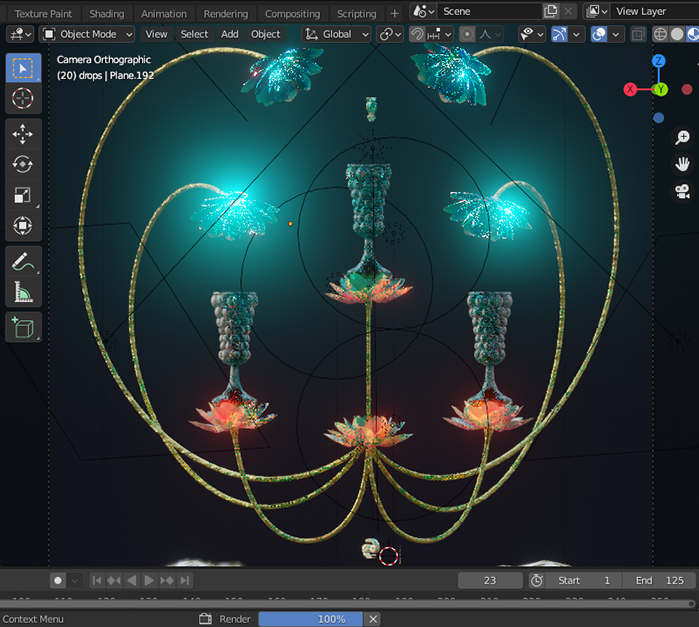 Texture Paint Shading Animation Rendering Compositing Scripting + Scene View Layer
Object Mode View Select Add Object Global
Camera Orthographic
(20) drops | Plane.192
Z
X Y
23 Start 1 End 125
Context Menu Render 100%